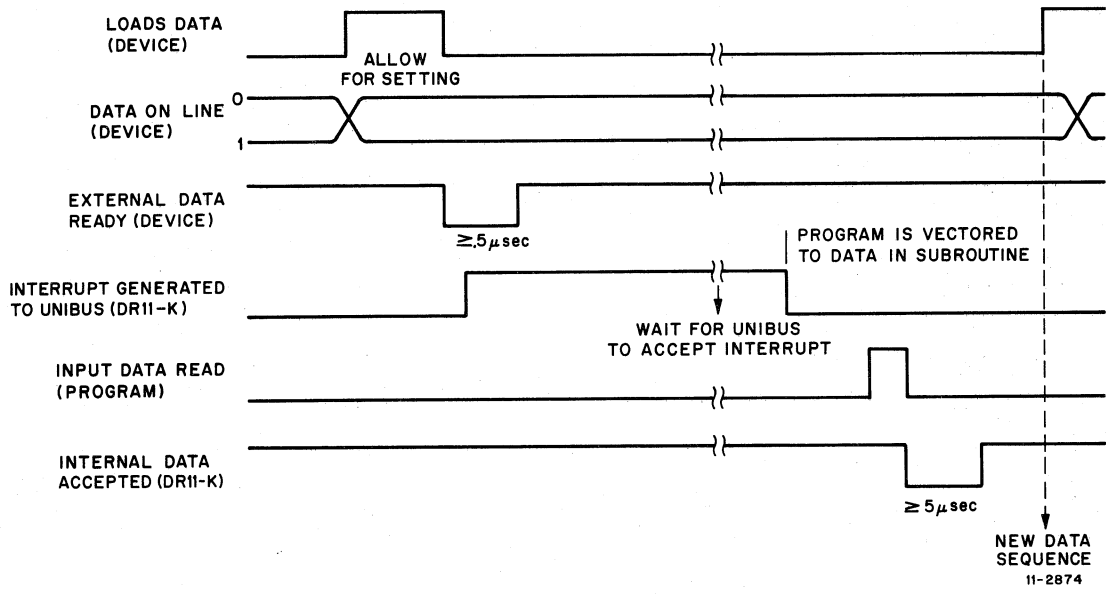 LOADS DATA
(DEVICE)
ALLOW
FOR SETTING
DATA ON LINE
(DEVICE)
0
1
EXTERNAL DATA
READY (DEVICE)
≥.5μsec
PROGRAM IS VECTORED
TO DATA IN SUBROUTINE
INTERRUPT GENERATED
TO UNIBUS (DR11-K)
WAIT FOR UNIBUS
TO ACCEPT INTERRUPT
INPUT DATA READ
(PROGRAM)
INTERNAL DATA
ACCEPTED (DR11-K)
≥ 5μsec
NEW DATA
SEQUENCE
11-2874